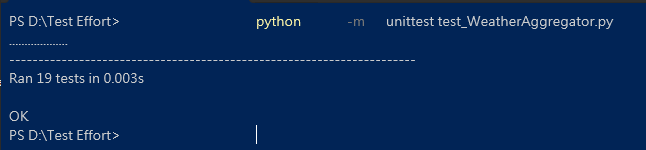 PS D:\Test Effort> python -m unittest test_WeatherAggregator.py
...................
----------------------------------------------------------------------
Ran 19 tests in 0.003s
OK
PS D:\Test Effort>